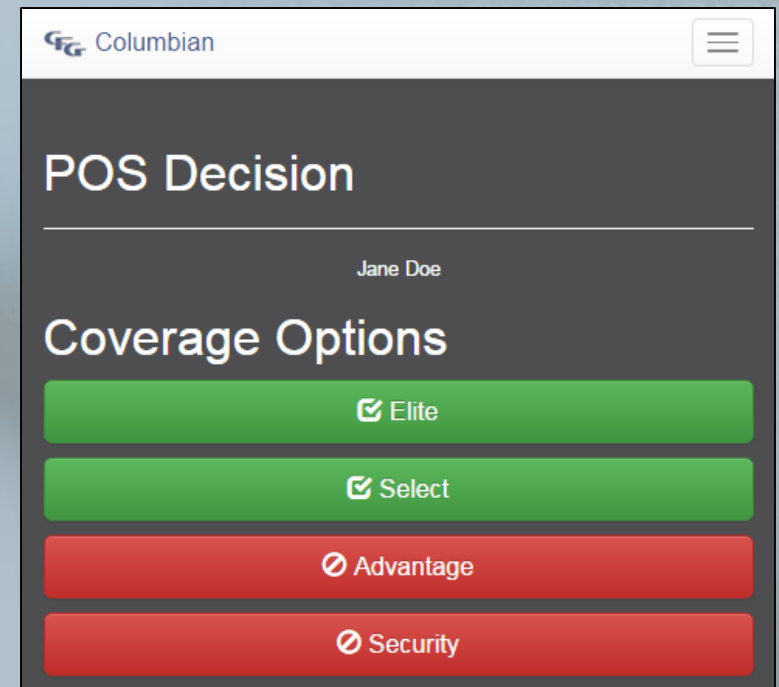 CFG Columbian
POS Decision
Jane Doe
Coverage Options
Elite
Select
Advantage
Security